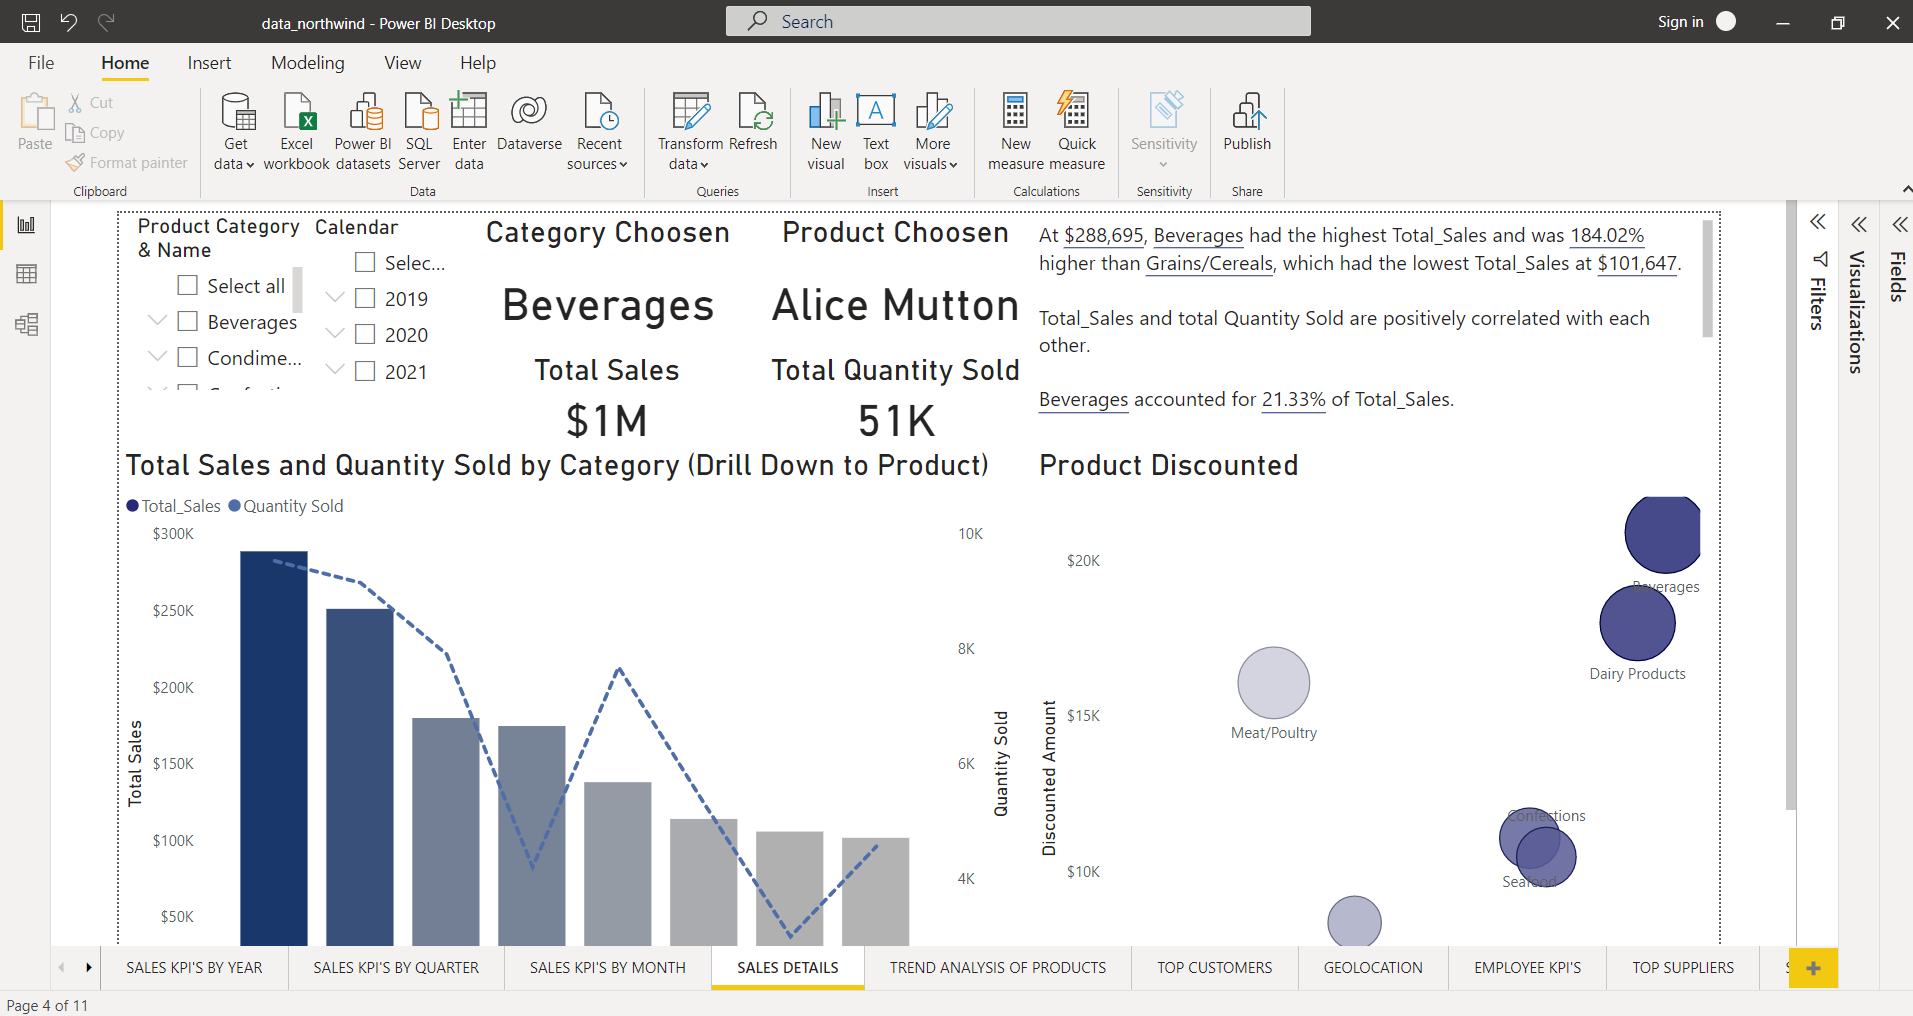 data_northwind - Power BI Desktop
Search
Sign in
File Home Insert Modeling View Help
Paste
Cut
Copy
Format painter
Clipboard
Get data
Excel workbook
Power BI datasets
SQL Server
Enter data
Dataverse
Recent sources
Data
Transform data
Refresh
Queries
New visual
Text box
More visuals
Insert
New measure
Quick measure
Calculations
Sensitivity
Sensitivity
Publish
Share
Product Category
& Name
Select all
Beverages
Condime...
Calendar
Selec...
2019
2020
2021
Category Choosen
Beverages
Product Choosen
Alice Mutton
Total Sales
$1M
Total Quantity Sold
51K
At $288,695, Beverages had the highest Total_Sales and was 184.02%
higher than Grains/Cereals, which had the lowest Total_Sales at $101,647.
Total_Sales and total Quantity Sold are positively correlated with each
other.
Beverages accounted for 21.33% of Total_Sales.
Filters
Visualizations
Fields
Total Sales and Quantity Sold by Category (Drill Down to Product)
Total_Sales Quantity Sold
$300K
$250K
$200K
$150K
$100K
$50K
Total Sales
10K
8K
6K
4K
Quantity Sold
Product Discounted
$20K
$15K
$10K
Discounted Amount
Beverages
Dairy Products
Meat/Poultry
Confections
Seafood
SALES KPI'S BY YEAR
SALES KPI'S BY QUARTER
SALES KPI'S BY MONTH
SALES DETAILS
TREND ANALYSIS OF PRODUCTS
TOP CUSTOMERS
GEOLOCATION
EMPLOYEE KPI'S
TOP SUPPLIERS
Page 4 of 11